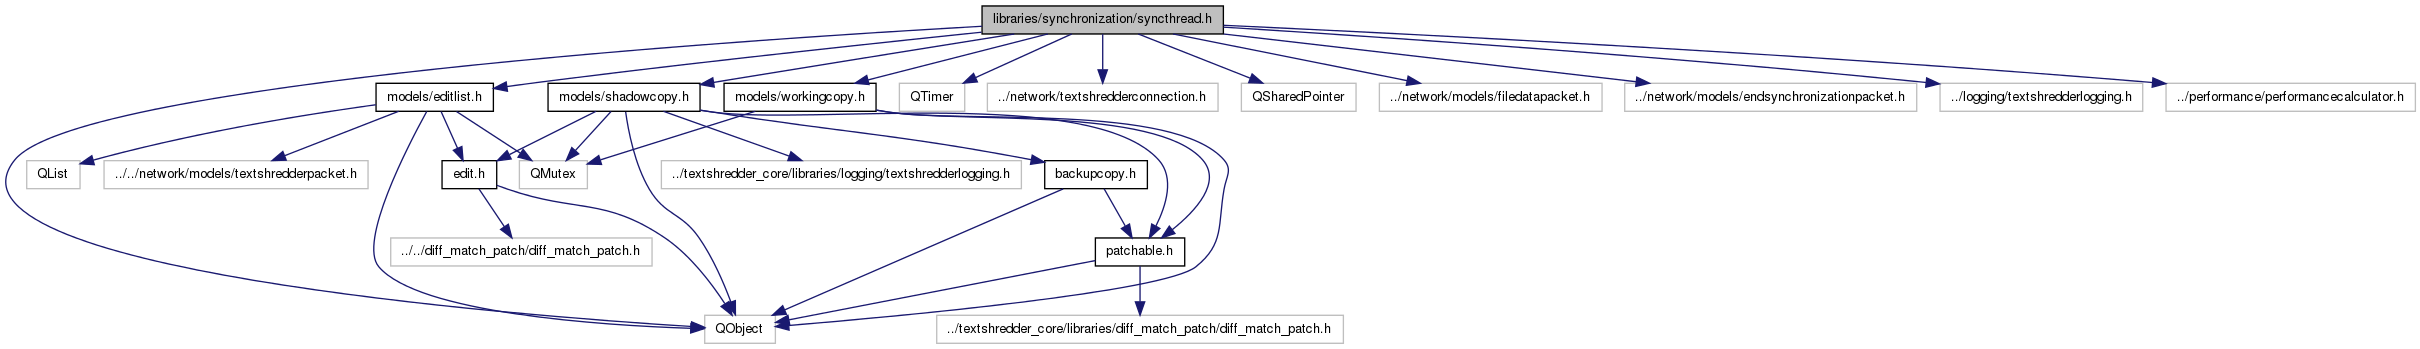 libraries/synchronization/syncthread.h
models/editlist.h
models/shadowcopy.h
models/workingcopy.h
QTimer
../network/textshredderconnection.h
QSharedPointer
../network/models/filedatapacket.h
../network/models/endsynchronizationpacket.h
../logging/textshredderlogging.h
../performance/performancecalculator.h
QList
../../network/models/textshredderpacket.h
edit.h
QMutex
../textshredder_core/libraries/logging/textshredderlogging.h
backupcopy.h
../../diff_match_patch/diff_match_patch.h
patchable.h
QObject
../textshredder_core/libraries/diff_match_patch/diff_match_patch.h